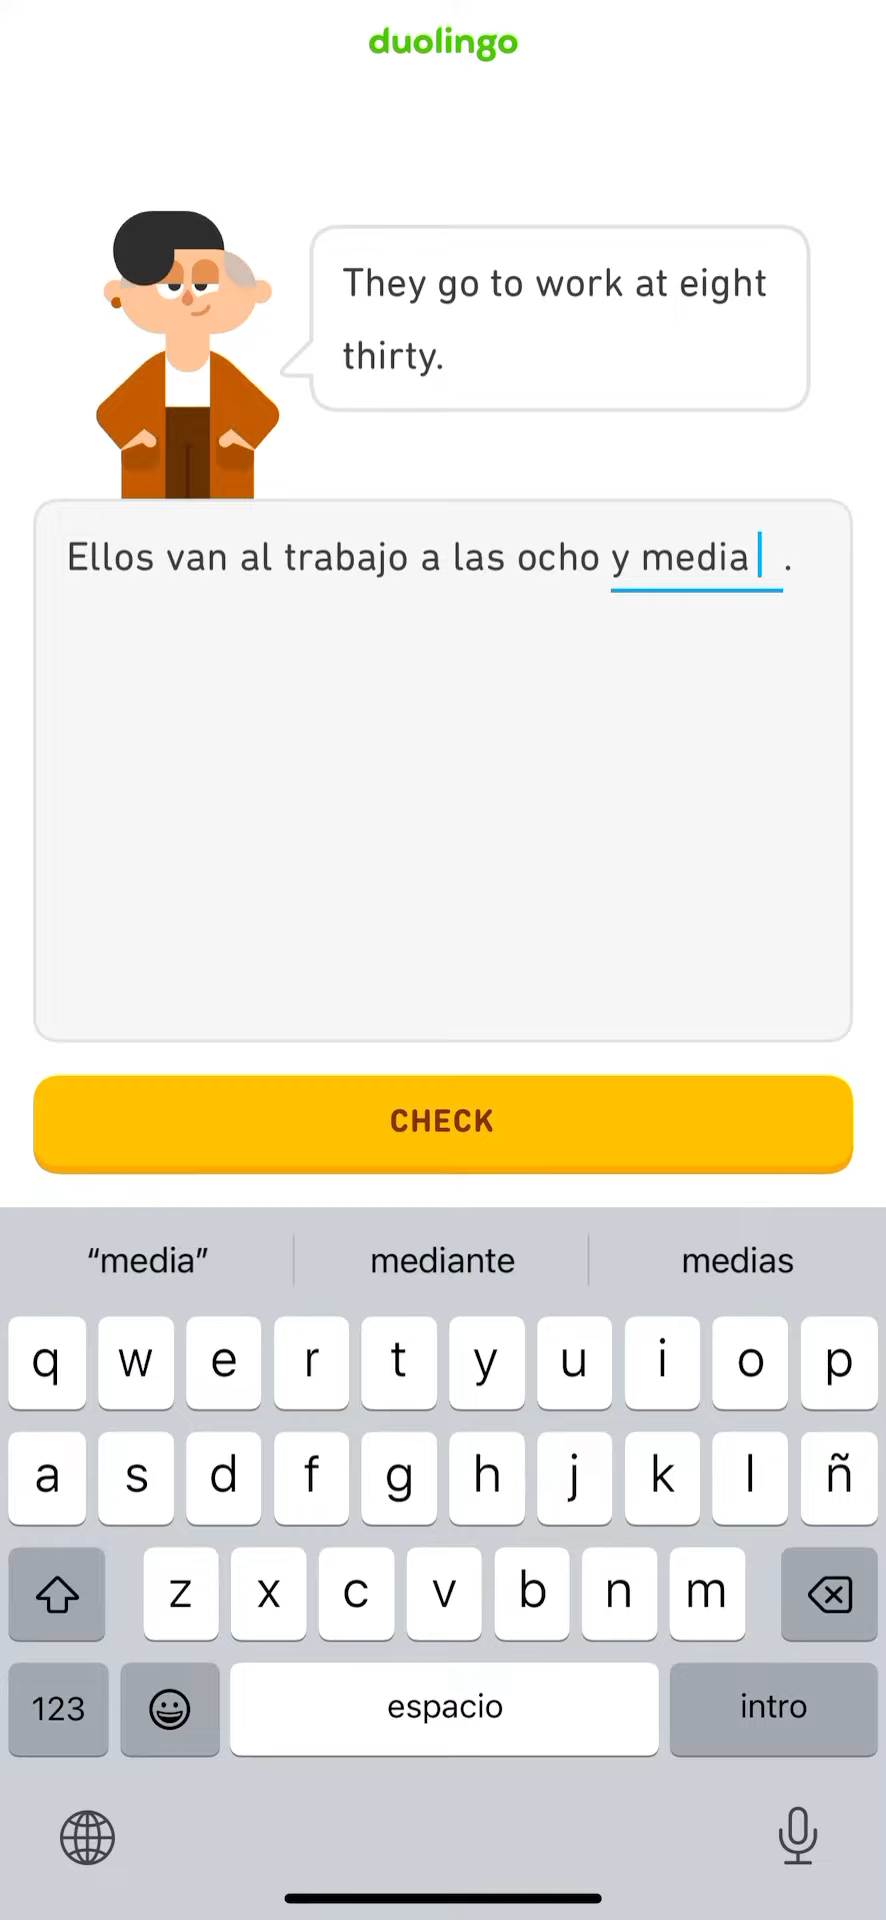 duolingo
They go to work at eight
thirty.
Ellos van al trabajo a las ocho y media .
CHECK
“media” mediante medias
q w e r t y u i o p
a s d f g h j k l ñ
z x c v b n m
123 espacio intro